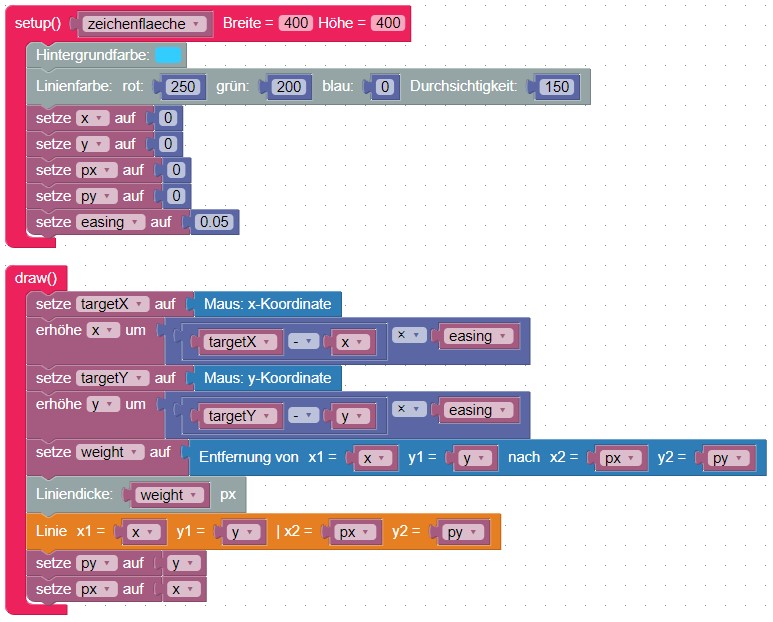 setup() zeichenflaeche Breite = 400 Höhe = 400
Hintergrundfarbe:
Linienfarbe: rot: 250 grün: 200 blau: 0 Durchsichtigkeit: 150
setze x auf 0
setze y auf 0
setze px auf 0
setze py auf 0
setze easing auf 0.05
draw()
setze targetX auf Maus: x-Koordinate
erhöhe x um targetX - x × easing
setze targetY auf Maus: y-Koordinate
erhöhe y um targetY - y × easing
setze weight auf Entfernung von x1 = x y1 = y nach x2 = px y2 = py
Liniendicke: weight px
Linie x1 = x y1 = y | x2 = px y2 = py
setze py auf y
setze px auf x